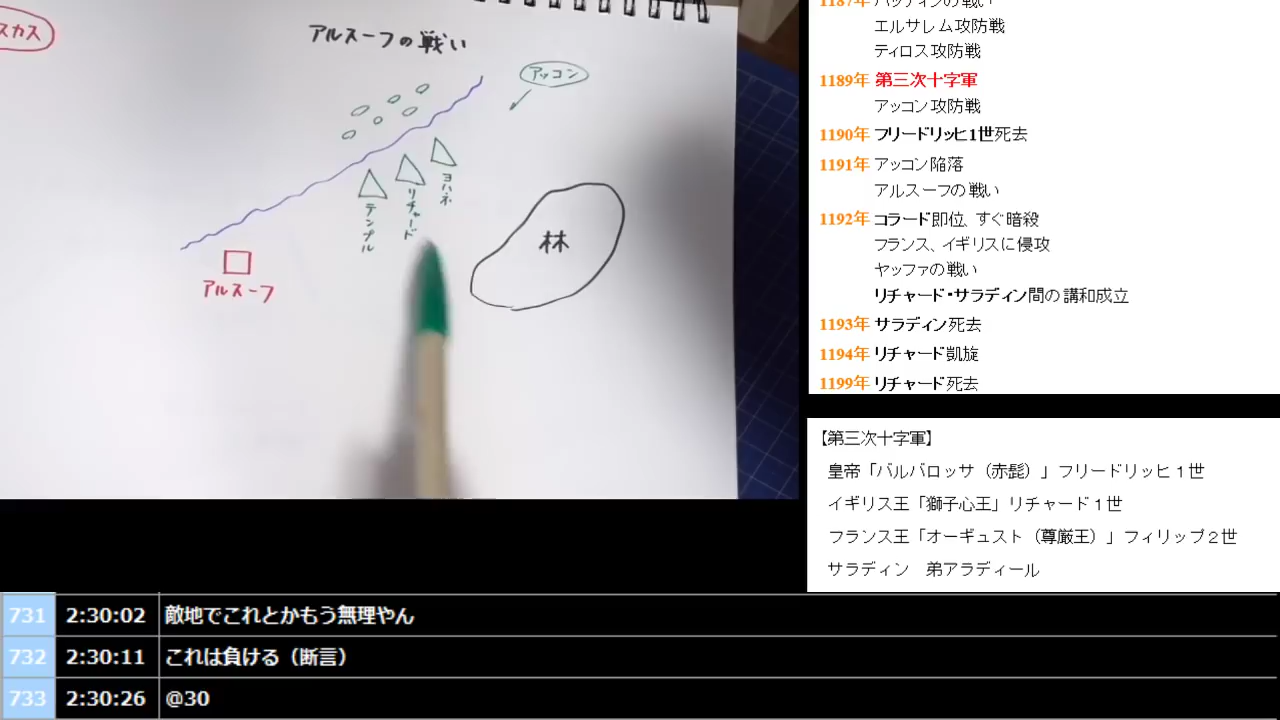 スカス
アルスーフの戦い
アッコン
ヨハネ
リチャード
テンプル
林
アルスーフ
1187年 ハッティンの戦い
エルサレム攻防戦
ティロス攻防戦
1189年 第三次十字軍
アッコン攻防戦
1190年 フリードリッヒ1世死去
1191年 アッコン陥落
アルスーフの戦い
1192年 コラード即位、すぐ暗殺
フランス、イギリスに侵攻
ヤッファの戦い
リチャード・サラディン間の講和成立
1193年 サラディン死去
1194年 リチャード凱旋
1199年 リチャード死去
【第三次十字軍】
皇帝「バルバロッサ（赤髭）」フリードリッヒ１世
イギリス王「獅子心王」リチャード１世
フランス王「オーギュスト（尊厳王）」フィリップ２世
サラディン　弟アラディール
731 2:30:02 敵地でこれとかもう無理やん
732 2:30:11 これは負ける（断言）
733 2:30:26 @30